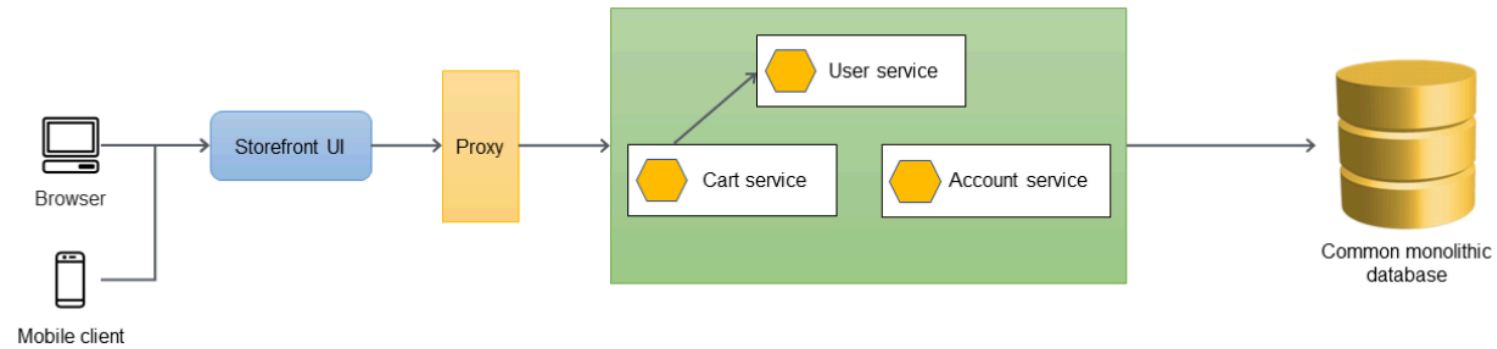 Browser
Mobile client
Storefront UI
Proxy
User service
Cart service
Account service
Common monolithic
database